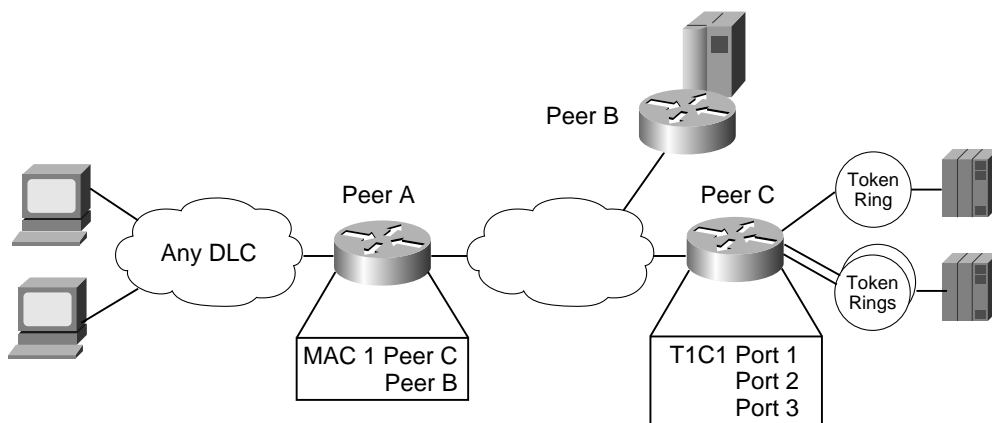 Peer B
Peer A
Peer C
Token
Ring
Any DLC
Token
Rings
MAC 1 Peer C
Peer B
T1C1 Port 1
Port 2
Port 3